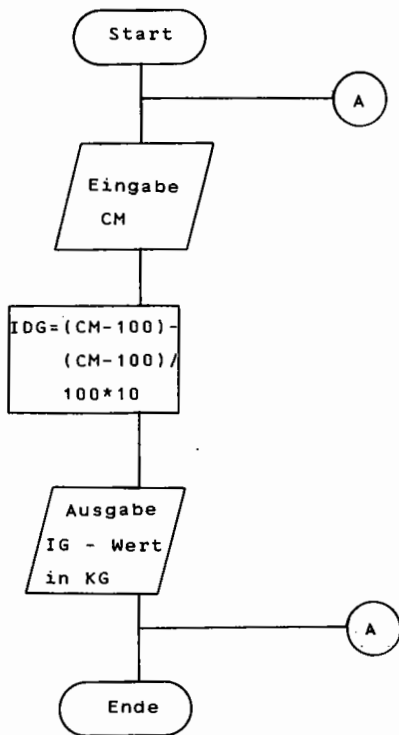 Start
A
Eingabe
CM
IDG=(CM-100)-
(CM-100)/
100*10
Ausgabe
IG - Wert
in KG
A
Ende